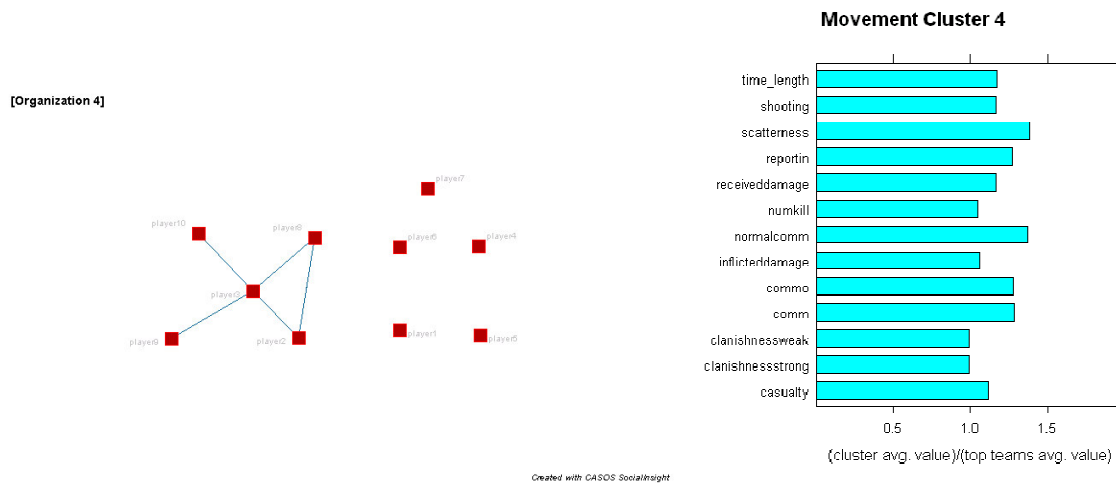 Movement Cluster 4
[Organization 4]
player7
player10
player8
player6
player4
player3
player9
player2
player1
player5
time_length
shooting
scatterness
reportin
receiveddamage
numkill
normalcomm
inflicteddamage
commo
comm
clanishnessweak
clanishnessstrong
casualty
0.5 1.0 1.5
(cluster avg. value)/(top teams avg. value)
Created with CASOS SocialInsight